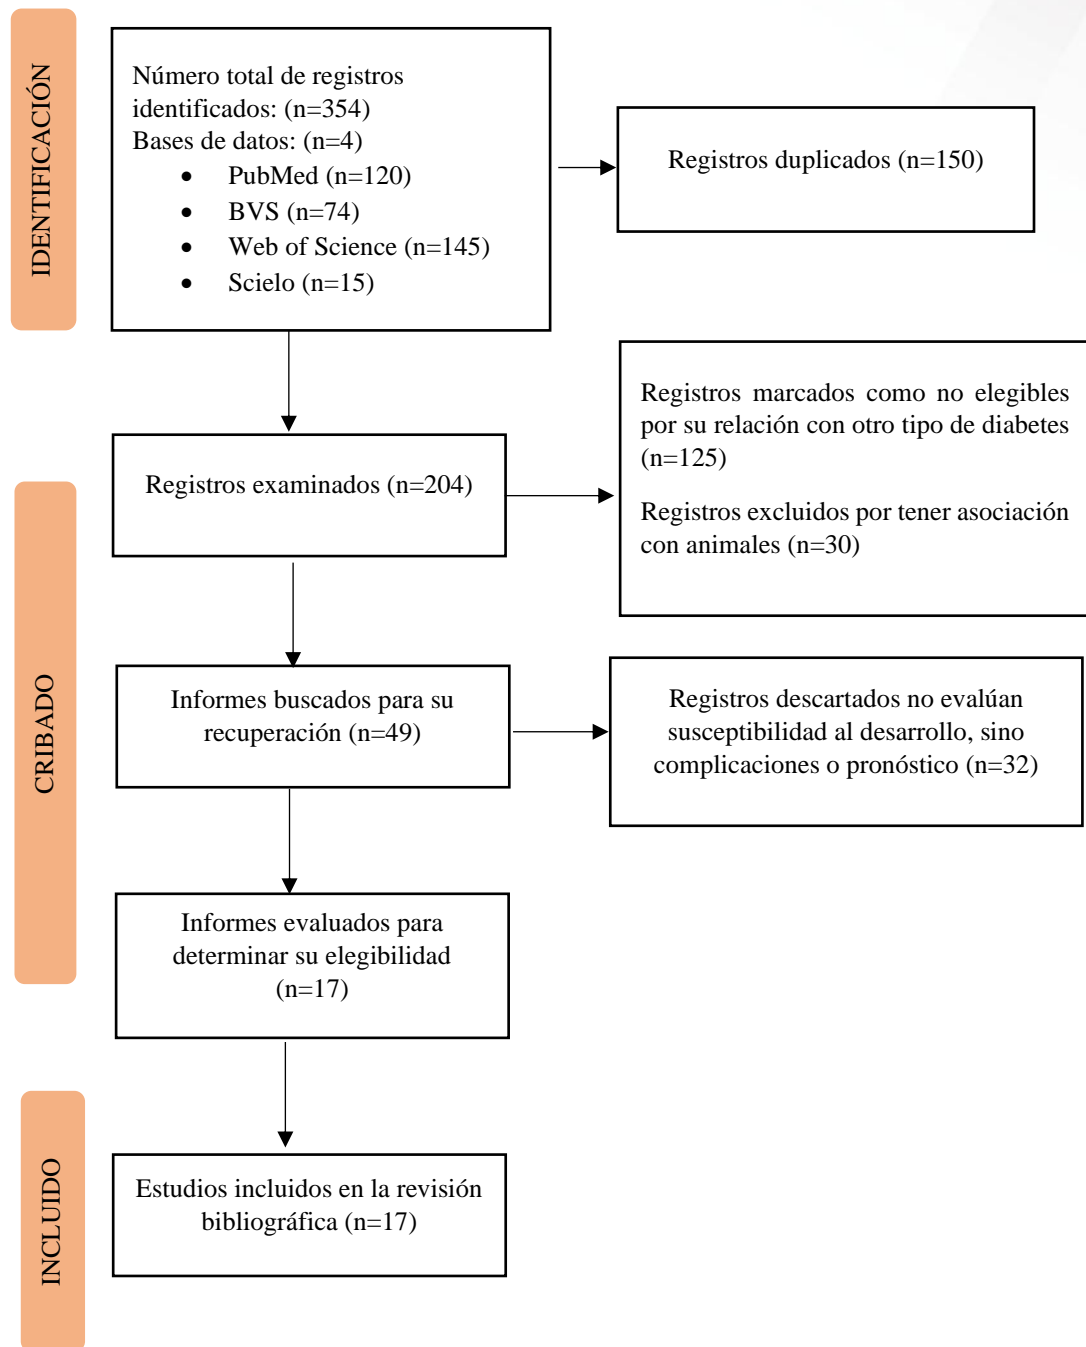 IDENTIFICACIÓN
Número total de registros
identificados: (n=354)
Bases de datos: (n=4)
• PubMed (n=120)
• BVS (n=74)
• Web of Science (n=145)
• Scielo (n=15)
Registros duplicados (n=150)
CRIBADO
Registros examinados (n=204)
Registros marcados como no elegibles
por su relación con otro tipo de diabetes
(n=125)
Registros excluidos por tener asociación
con animales (n=30)
Informes buscados para su
recuperación (n=49)
Registros descartados no evalúan
susceptibilidad al desarrollo, sino
complicaciones o pronóstico (n=32)
Informes evaluados para
determinar su elegibilidad
(n=17)
INCLUIDO
Estudios incluidos en la revisión
bibliográfica (n=17)